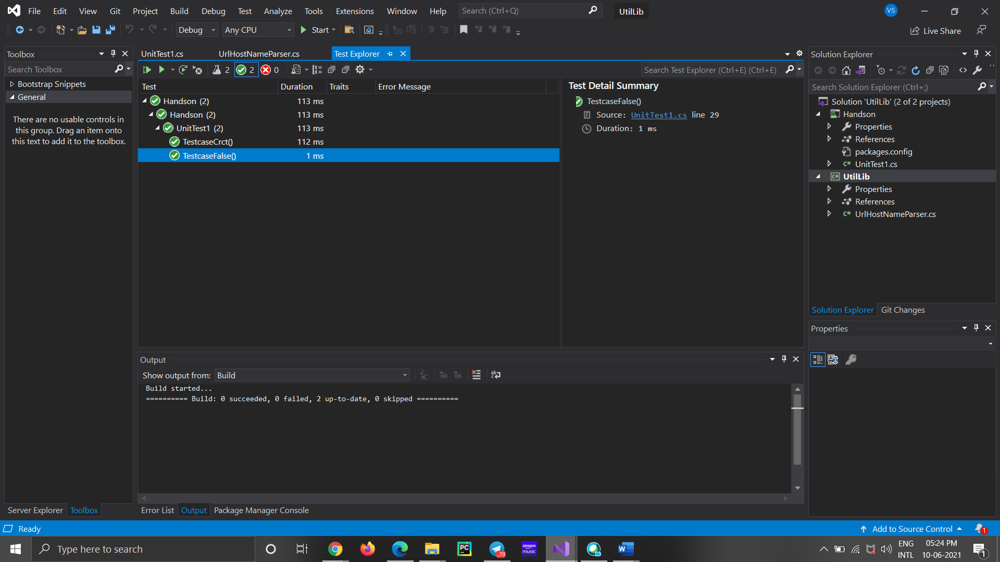 File Edit View Git Project Build Debug Test Analyze Tools Extensions Window Help Search (Ctrl+Q) UtilLib VS
Debug Any CPU Start Live Share
Toolbox
Search Toolbox
Bootstrap Snippets
General
There are no usable controls in
this group. Drag an item onto
this text to add it to the toolbox.
UnitTest1.cs UrlHostNameParser.cs Test Explorer
2 2 0 Search Test Explorer (Ctrl+E) (Ctrl+E)
Test Duration Traits Error Message
Handson (2) 113 ms
Handson (2) 113 ms
UnitTest1 (2) 113 ms
TestcaseCrct() 112 ms
TestcaseFalse() 1 ms
Test Detail Summary
TestcaseFalse()
Source: UnitTest1.cs line 29
Duration: 1 ms
Output
Show output from: Build
Build started...
========== Build: 0 succeeded, 0 failed, 2 up-to-date, 0 skipped ==========
Solution Explorer
Search Solution Explorer (Ctrl+;)
Solution 'UtilLib' (2 of 2 projects)
Handson
Properties
References
packages.config
C# UnitTest1.cs
C# UtilLib
Properties
References
C# UrlHostNameParser.cs
Solution Explorer Git Changes
Properties
Server Explorer Toolbox
Error List Output Package Manager Console
Ready Add to Source Control 1
Type here to search
PC
..79
amazon
music
ENG
INTL
05:24 PM
10-06-2021
1